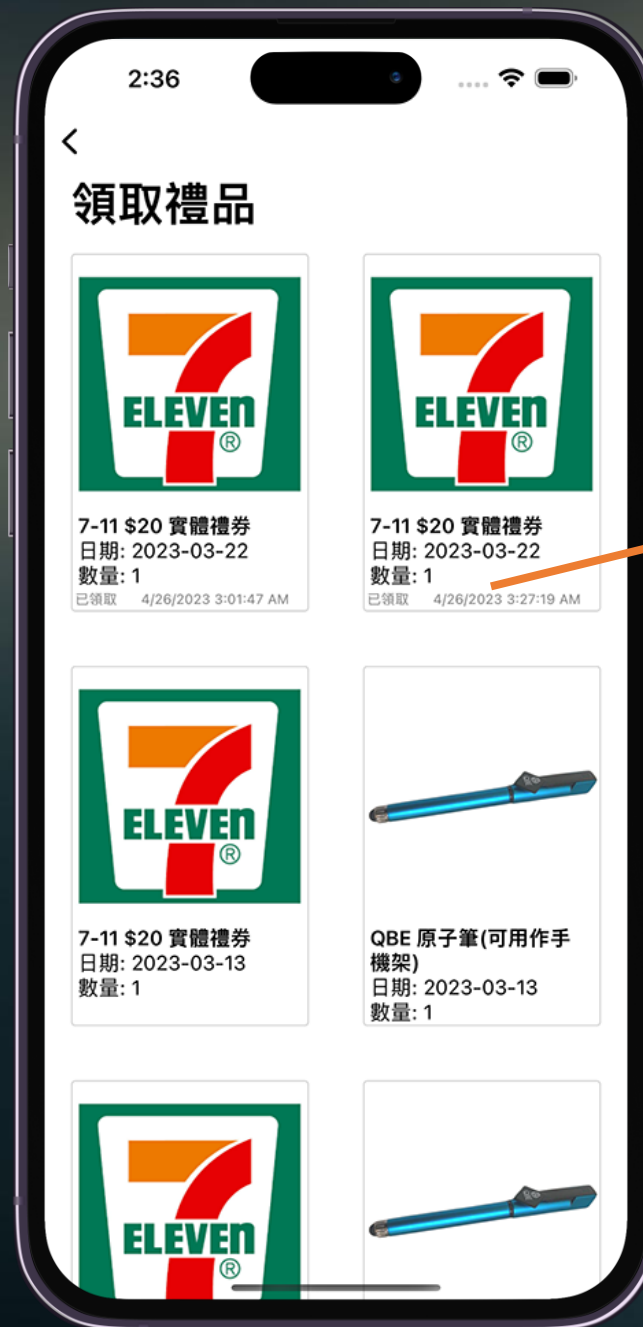 2:36
領取禮品
ELEVEn
®
7-11 $20 實體禮券
日期: 2023-03-22
數量: 1
已領取 4/26/2023 3:01:47 AM
ELEVEn
®
7-11 $20 實體禮券
日期: 2023-03-22
數量: 1
已領取 4/26/2023 3:27:19 AM
ELEVEn
®
7-11 $20 實體禮券
日期: 2023-03-13
數量: 1
QBE 原子筆(可用作手
機架)
日期: 2023-03-13
數量: 1
ELEVEn
®